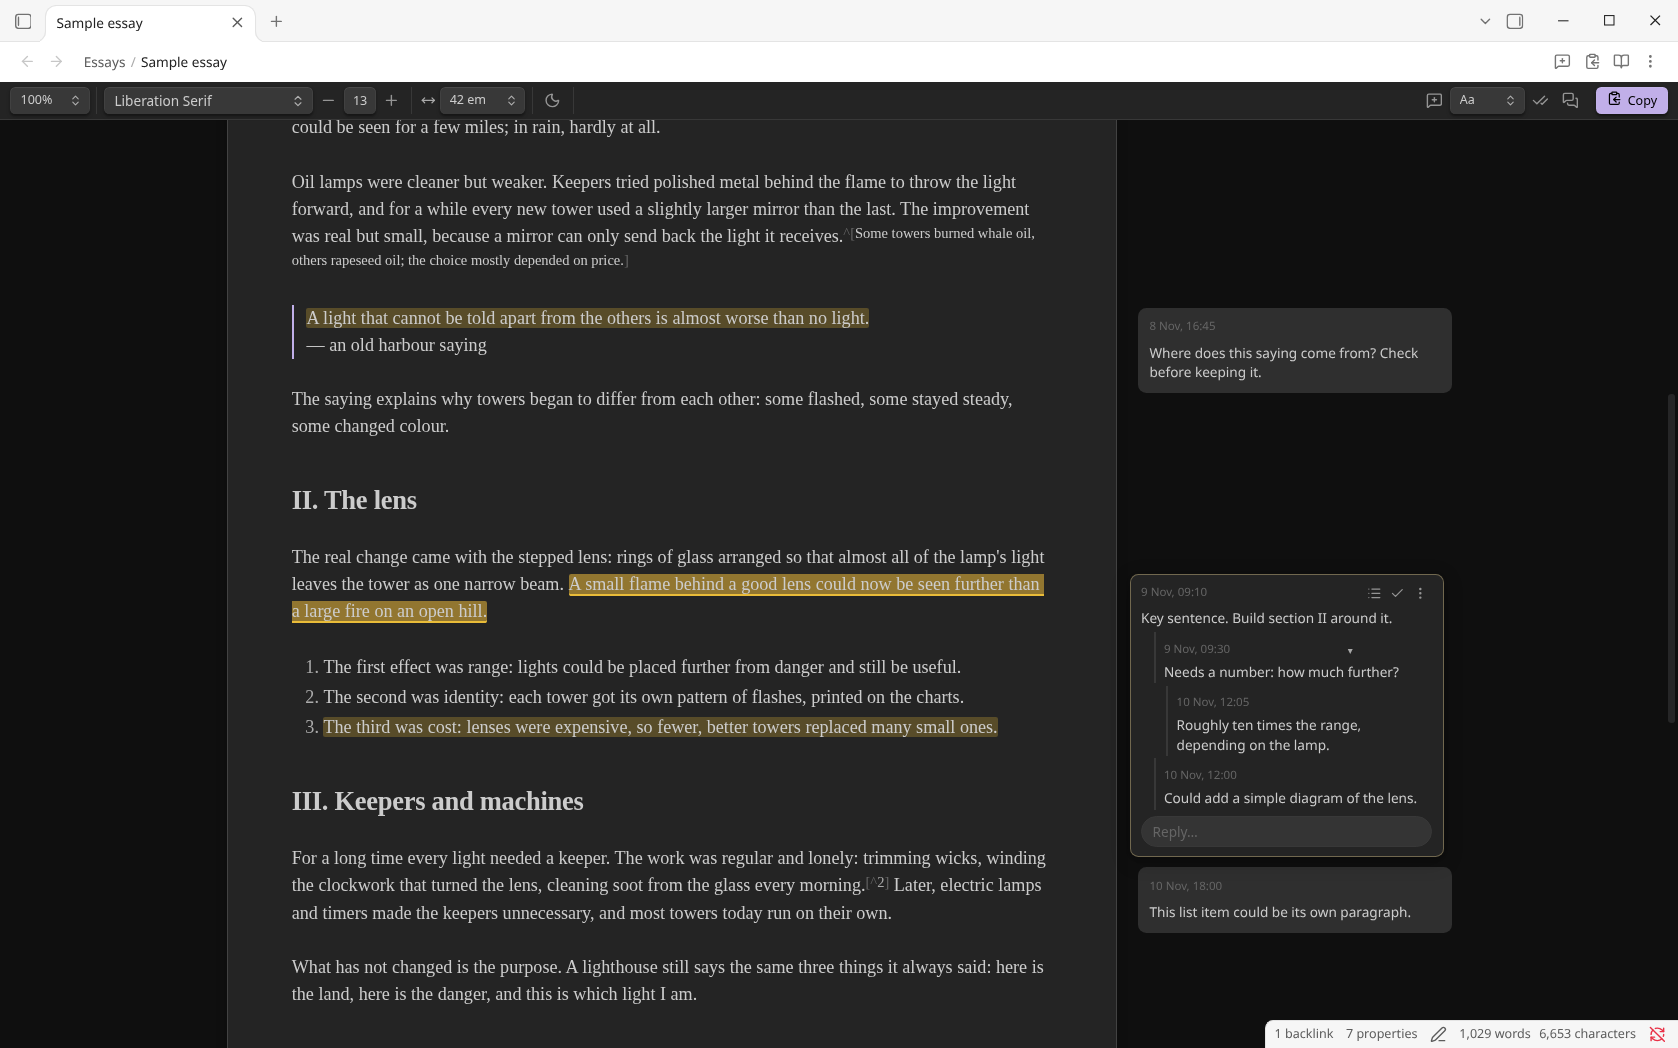 Sample essay
Essays / Sample essay
100%
Liberation Serif
13
42 em
Aa
Copy
could be seen for a few miles; in rain, hardly at all.
Oil lamps were cleaner but weaker. Keepers tried polished metal behind the flame to throw the light
forward, and for a while every new tower used a slightly larger mirror than the last. The improvement
was real but small, because a mirror can only send back the light it receives.^[Some towers burned whale oil,
others rapeseed oil; the choice mostly depended on price.]
A light that cannot be told apart from the others is almost worse than no light.
— an old harbour saying
The saying explains why towers began to differ from each other: some flashed, some stayed steady,
some changed colour.
II. The lens
The real change came with the stepped lens: rings of glass arranged so that almost all of the lamp's light
leaves the tower as one narrow beam. A small flame behind a good lens could now be seen further than
a large fire on an open hill.
1. The first effect was range: lights could be placed further from danger and still be useful.
2. The second was identity: each tower got its own pattern of flashes, printed on the charts.
3. The third was cost: lenses were expensive, so fewer, better towers replaced many small ones.
III. Keepers and machines
For a long time every light needed a keeper. The work was regular and lonely: trimming wicks, winding
the clockwork that turned the lens, cleaning soot from the glass every morning.[^2] Later, electric lamps
and timers made the keepers unnecessary, and most towers today run on their own.
What has not changed is the purpose. A lighthouse still says the same three things it always said: here is
the land, here is the danger, and this is which light I am.
8 Nov, 16:45
Where does this saying come from? Check
before keeping it.
9 Nov, 09:10
Key sentence. Build section II around it.
9 Nov, 09:30
Needs a number: how much further?
10 Nov, 12:05
Roughly ten times the range,
depending on the lamp.
10 Nov, 12:00
Could add a simple diagram of the lens.
Reply...
10 Nov, 18:00
This list item could be its own paragraph.
1 backlink
7 properties
1,029 words
6,653 characters